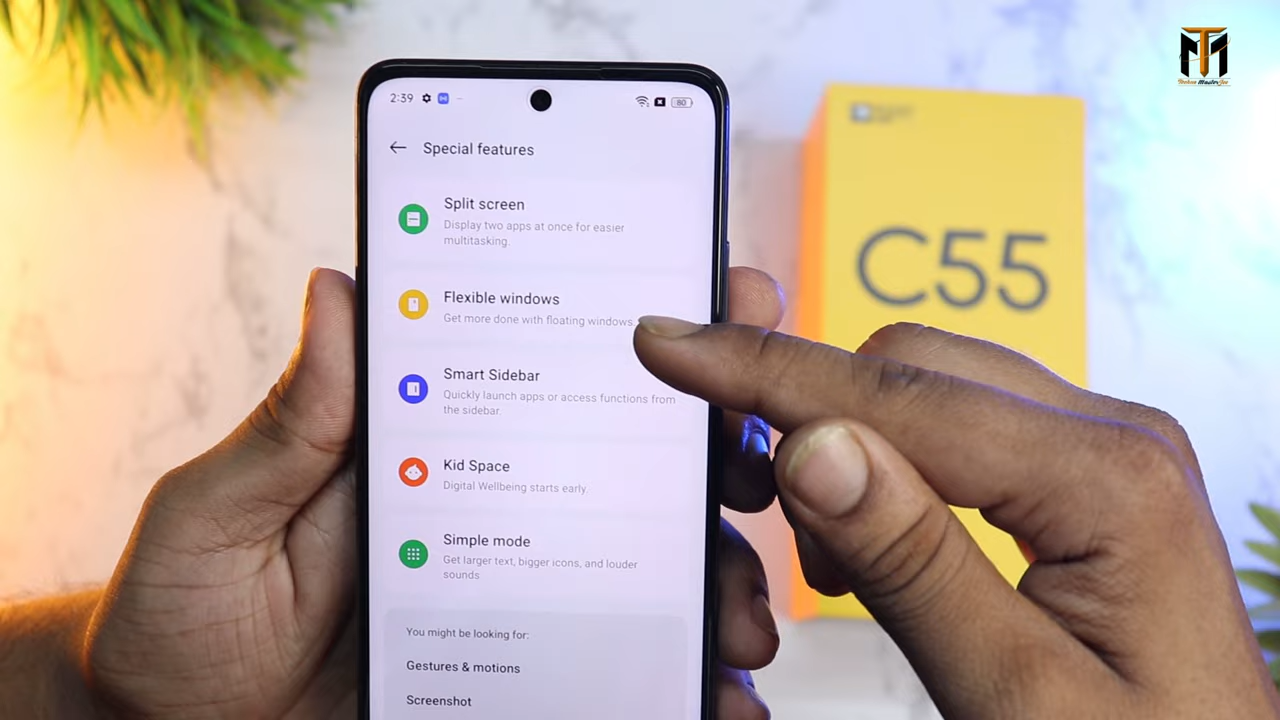 2:39
80
Special features
Split screen
Display two apps at once for easier
multitasking.
Flexible windows
Get more done with floating windows.
Smart Sidebar
Quickly launch apps or access functions from
the sidebar.
Kid Space
Digital Wellbeing starts early.
Simple mode
Get larger text, bigger icons, and louder
sounds
You might be looking for:
Gestures & motions
Screenshot
C55